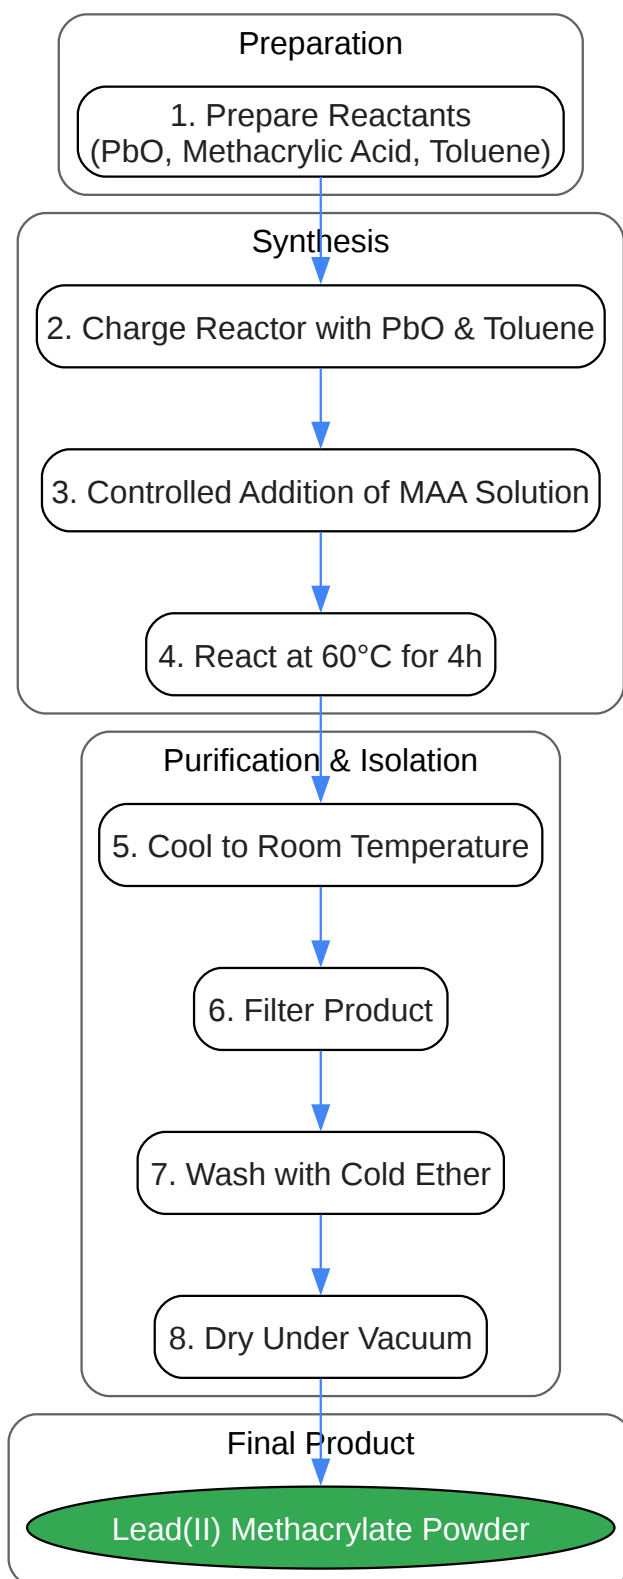 Preparation
1. Prepare Reactants
(PbO, Methacrylic Acid, Toluene)
Synthesis
2. Charge Reactor with PbO & Toluene
3. Controlled Addition of MAA Solution
4. React at 60°C for 4h
Purification & Isolation
5. Cool to Room Temperature
6. Filter Product
7. Wash with Cold Ether
8. Dry Under Vacuum
Final Product
Lead(II) Methacrylate Powder